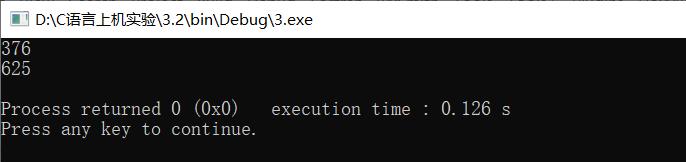 D:\C语言上机实验\3.2\bin\Debug\3.exe
376
625
Process returned 0 (0x0)   execution time : 0.126 s
Press any key to continue.